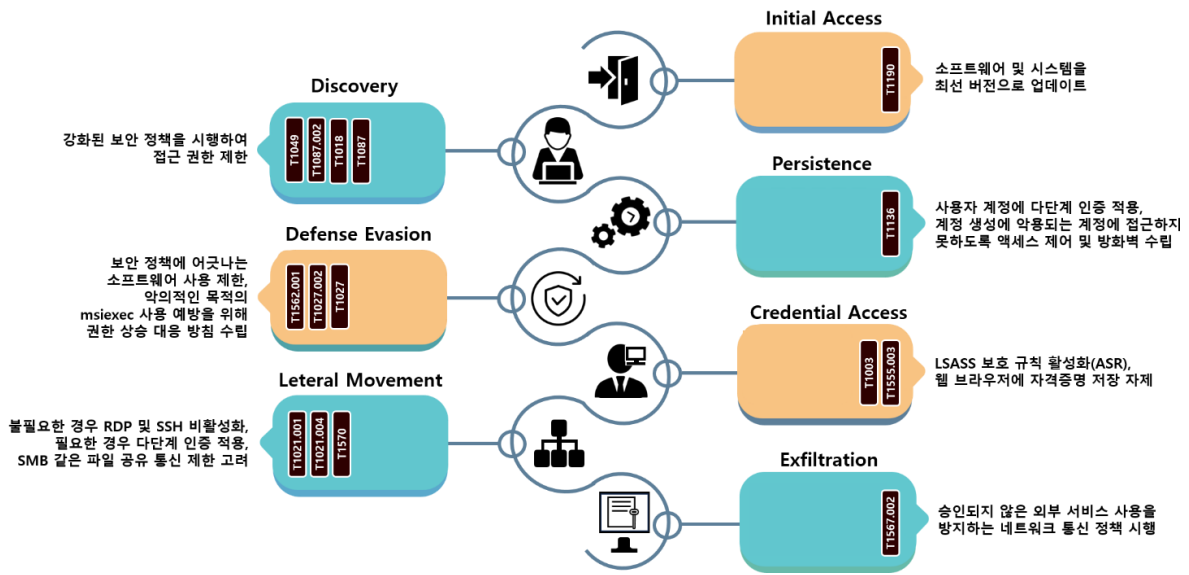 Initial Access
T1190
소프트웨어 및 시스템을
최선 버전으로 업데이트
Discovery
강화된 보안 정책을 시행하여
접근 권한 제한
T1049
T1087.002
T1018
T1087
Persistence
T1136
사용자 계정에 다단계 인증 적용,
계정 생성에 악용되는 계정에 접근하지
못하도록 액세스 제어 및 방화벽 수립
Defense Evasion
보안 정책에 어긋나는
소프트웨어 사용 제한,
악의적인 목적의
msiexec 사용 예방을 위해
권한 상승 대응 방침 수립
T1562.001
T1027.002
T1027
Credential Access
T1003
T1555.003
LSASS 보호 규칙 활성화(ASR),
웹 브라우저에 자격증명 저장 자제
Leteral Movement
불필요한 경우 RDP 및 SSH 비활성화,
필요한 경우 다단계 인증 적용,
SMB 같은 파일 공유 통신 제한 고려
T1021.001
T1021.004
T1570
Exfiltration
T1567.002
승인되지 않은 외부 서비스 사용을
방지하는 네트워크 통신 정책 시행